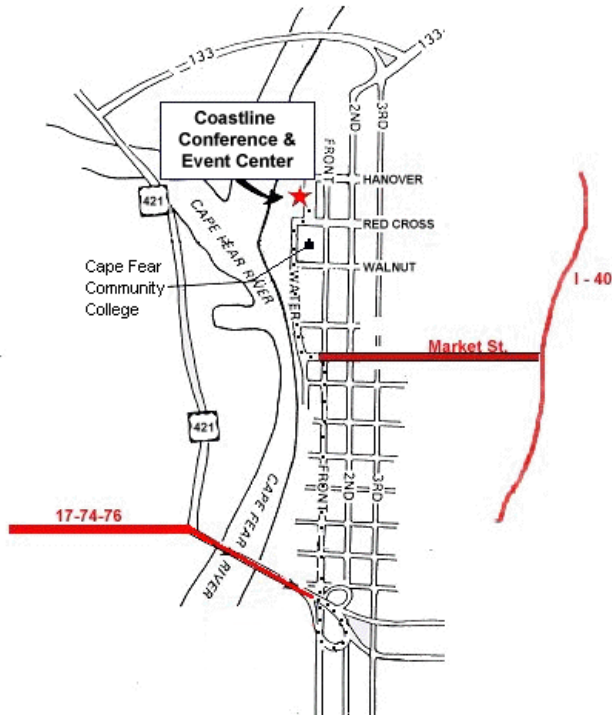 133
133
Coastline
Conference &
Event Center
421
CAPE FEAR RIVER
FRONT
2ND
3RD
HANOVER
RED CROSS
WALNUT
WATER
Cape Fear
Community
College
I - 40
Market St.
421
FRONT
2ND
3RD
17-74-76
CAPE FEAR
RIVER